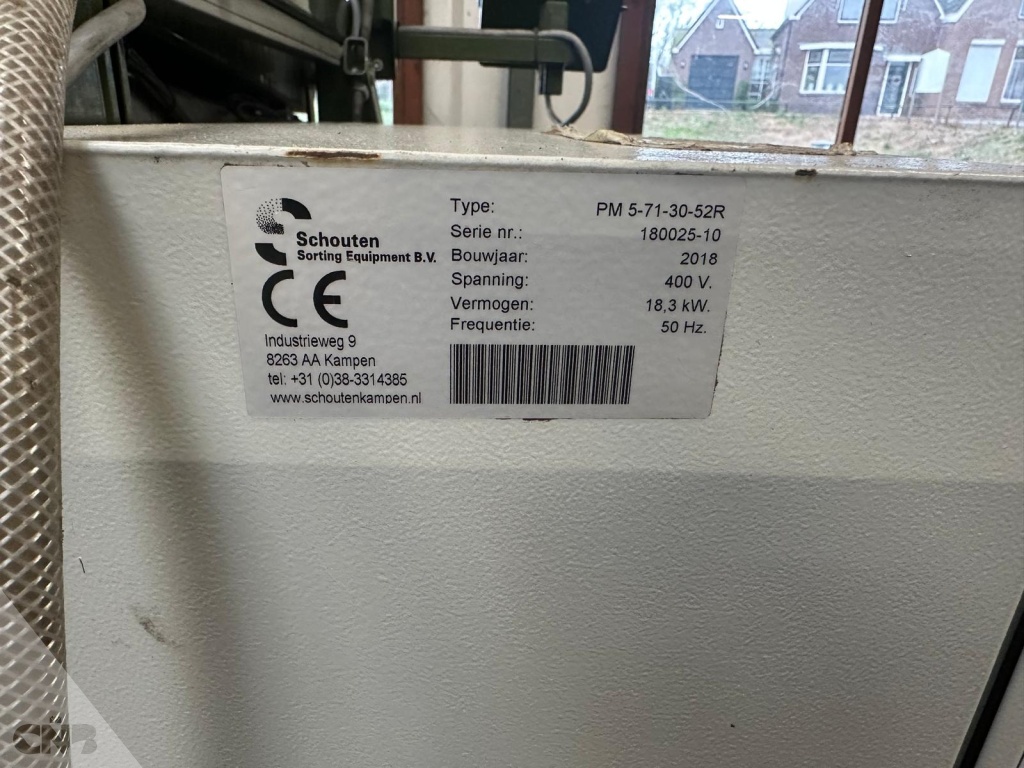 Schouten
Sorting Equipment B.V.
CE
Industrieweg 9
8263 AA Kampen
tel: +31 (0)38-3314385
www.schoutenkampen.nl
Type: PM 5-71-30-52R
Serie nr.: 180025-10
Bouwjaar: 2018
Spanning: 400 V.
Vermogen: 18,3 kW.
Frequentie: 50 Hz.
CNB